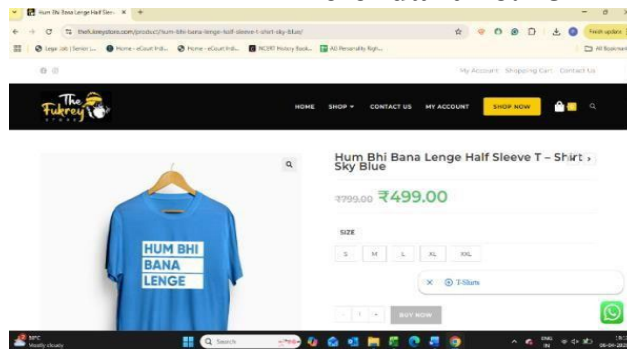 Hum Bhi Bana Lenge Half Slee
thefukreystore.com/product/hum-bhi-bana-lenge-half-sleeve-t-shirt-sky-blue/
Home - eCourt Indi...
Home - eCourt Indi...
NCERT History Book...
All Personality Righ...
All Bookmarks
My Account Shopping Cart Contact Us
The
Fukrey
STORE
HOME SHOP CONTACT US MY ACCOUNT SHOP NOW
Hum Bhi Bana Lenge Half Sleeve T – Shirt
Sky Blue
₹799.00 ₹499.00
SIZE
S M L XL XXL
T-Shirts
- 1 + BUY NOW
HUM BHI
BANA
LENGE
Mostly cloudy
Search
ENG
IN